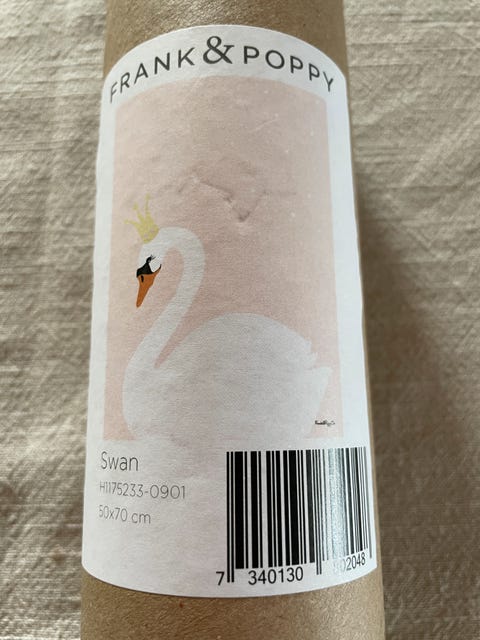 FRANK & POPPY
Swan
H1175233-0901
50x70 cm
7 340130 802048